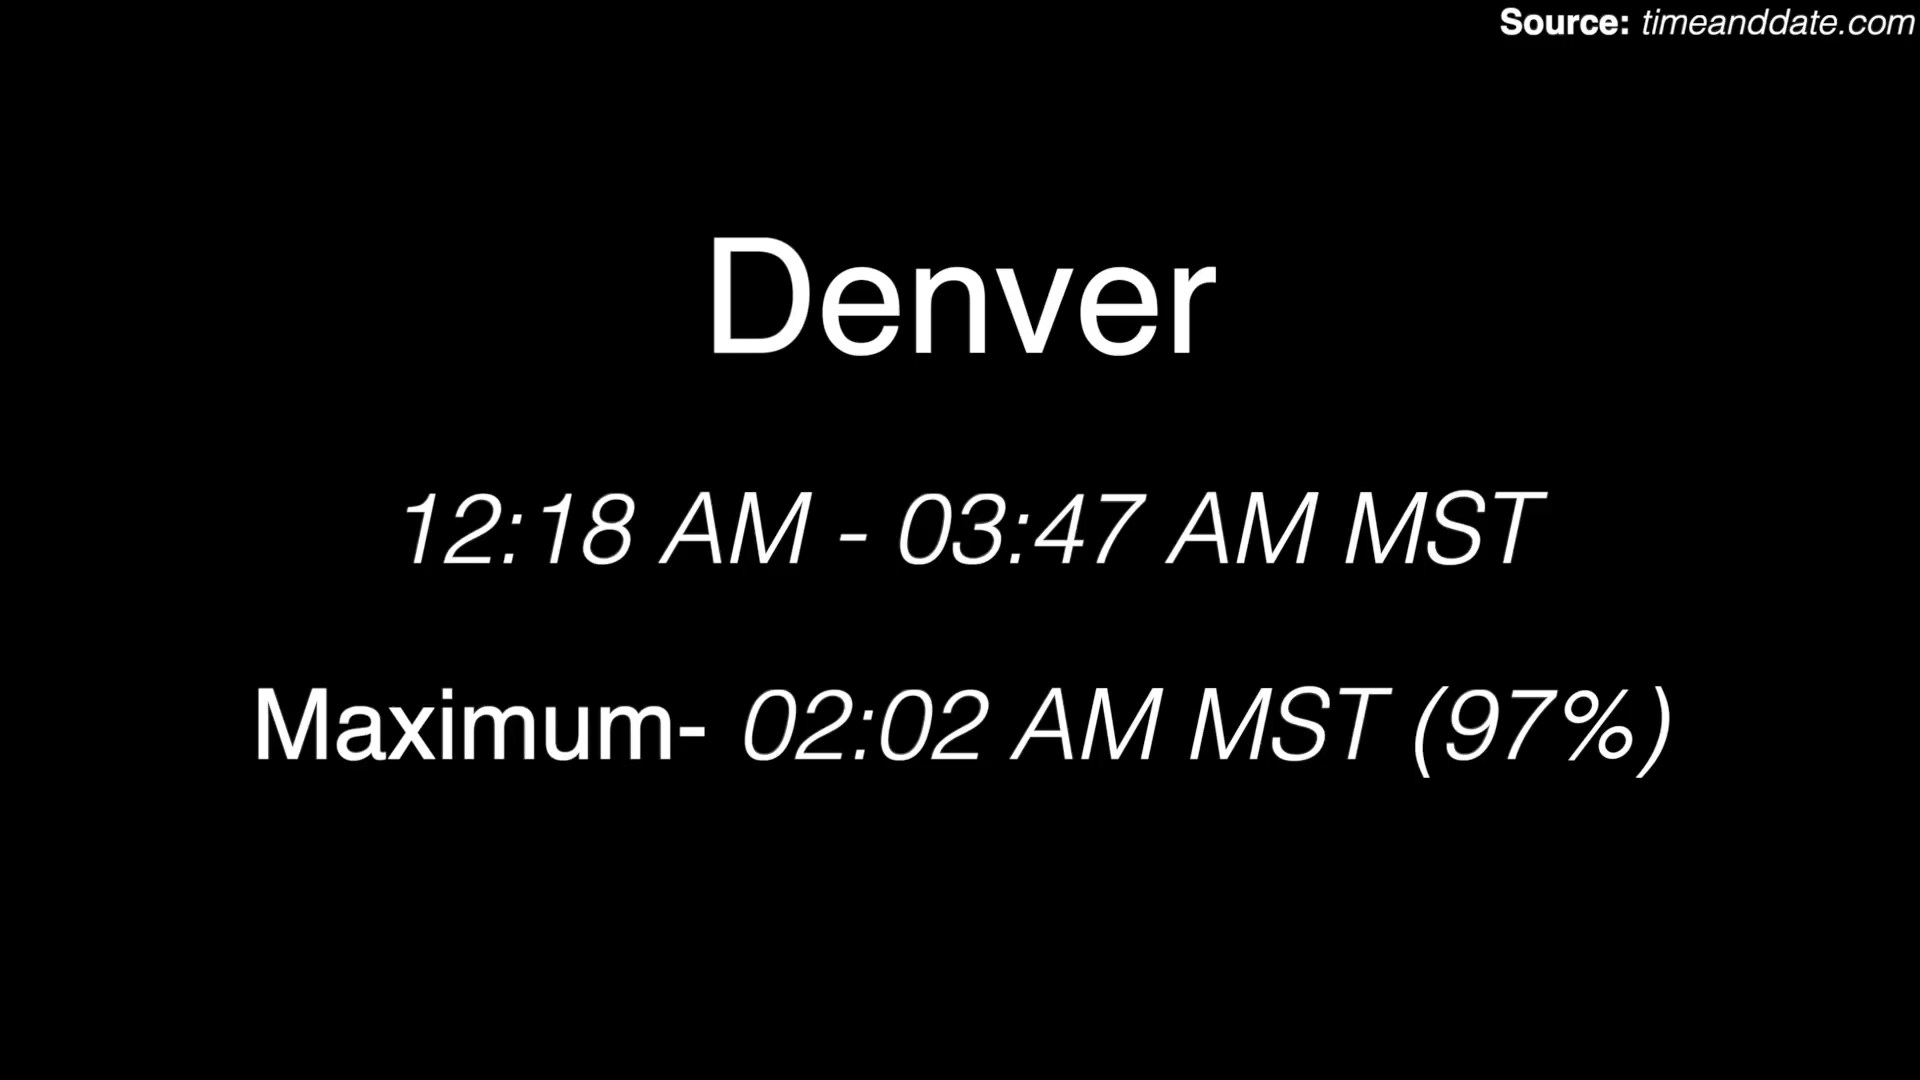 Source: timeanddate.com
Denver
12:18 AM - 03:47 AM MST
Maximum- 02:02 AM MST (97%)